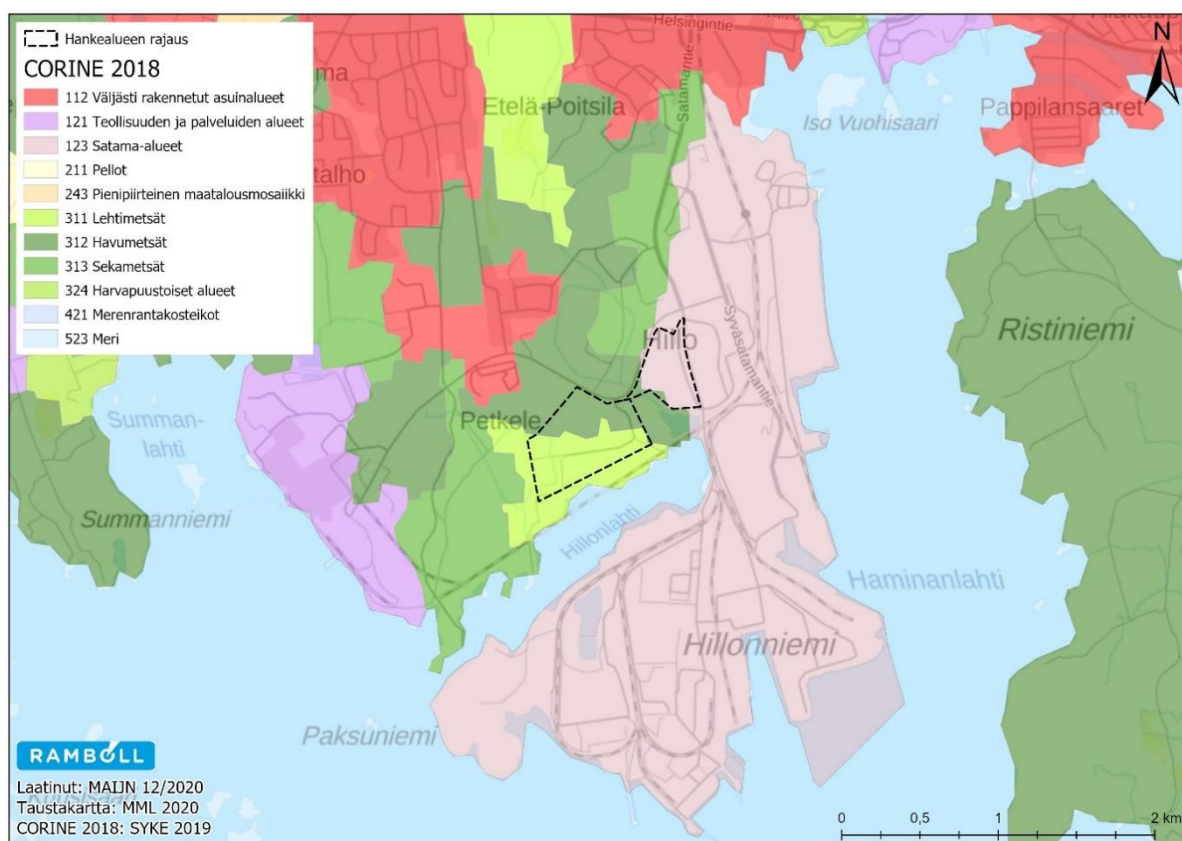 Hankealueen rajaus
CORINE 2018
112 Väljästi rakennetut asuinalueet
121 Teollisuuden ja palveluiden alueet
123 Satama-alueet
211 Pellot
243 Pienipiirteinen maatalousmosaiikki
311 Lehtimetsät
312 Havumetsät
313 Sekametsät
324 Harvapuustoiset alueet
421 Merenrantakosteikot
523 Meri
Helsingintie
Satamantie
N
Etelä-Poitsila
Iso Vuohisaari
Pappilansaaret
Hillo
Syväsatamantie
Ristiniemi
Petkele
Summan-
lahti
Summanniemi
Hillonlahti
Haminanlahti
Hillonniemi
Paksuniemi
RAMBOLL
Laatinut: MAIJN 12/2020
Taustakartta: MML 2020
CORINE 2018: SYKE 2019
0 0,5 1 2 km